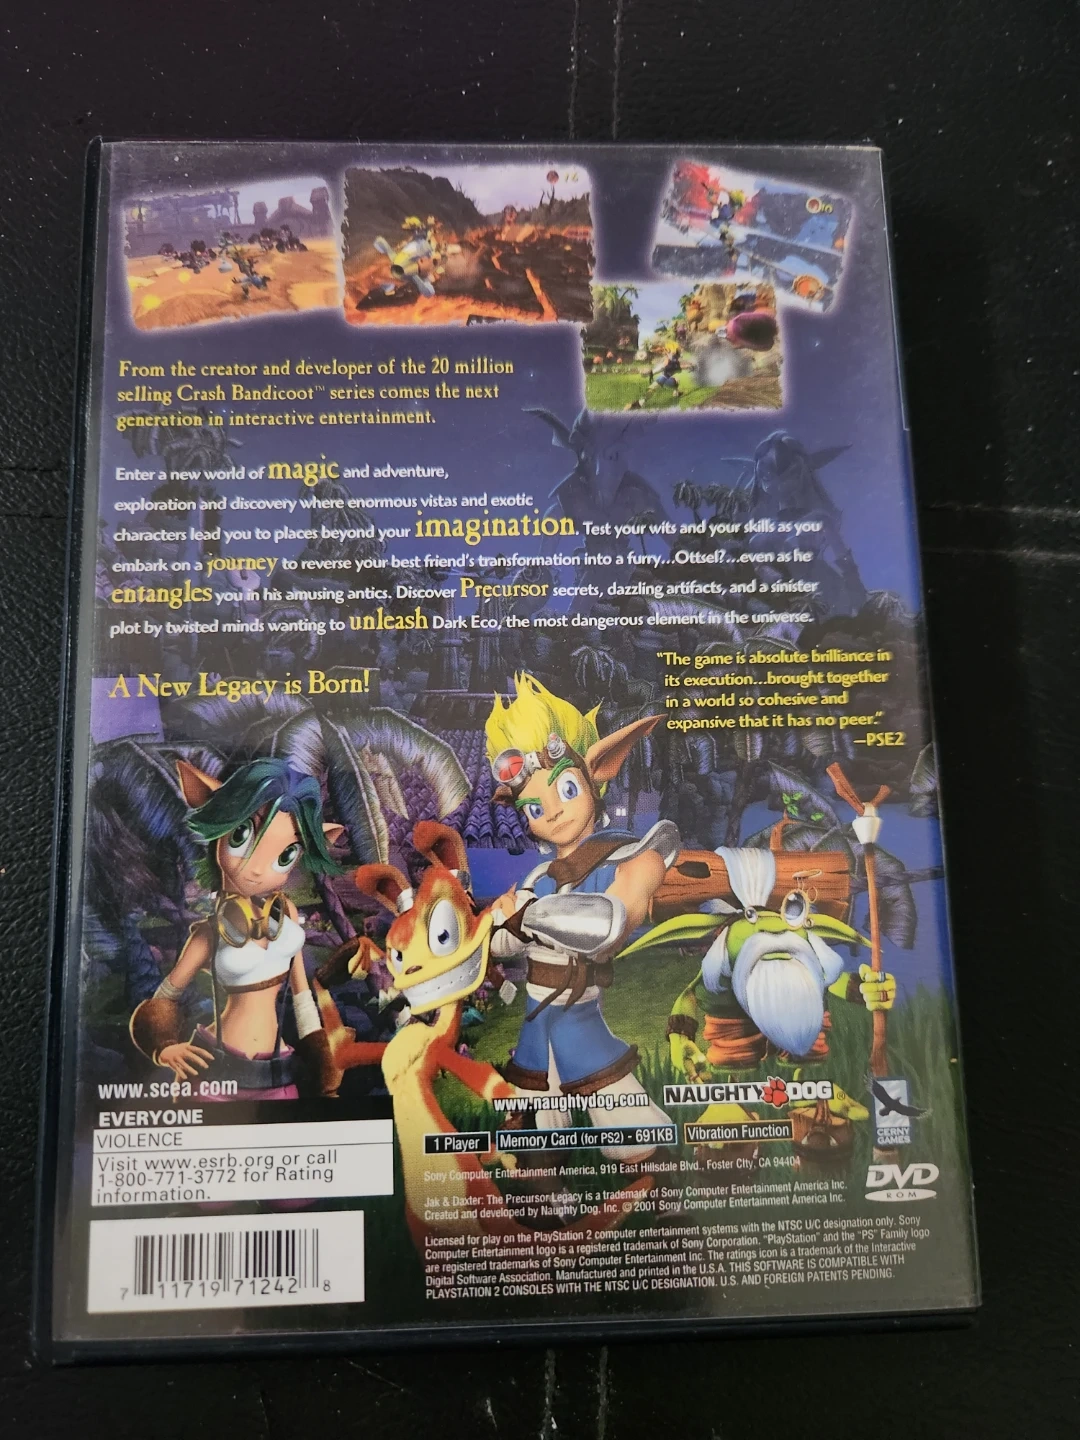 From the creator and developer of the 20 million
selling Crash Bandicoot™ series comes the next
generation in interactive entertainment.
Enter a new world of magic and adventure,
exploration and discovery where enormous vistas and exotic
characters lead you to places beyond your imagination. Test your wits and your skills as you
embark on a journey to reverse your best friend's transformation into a furry...Ottsel?...even as he
entangles you in his amusing antics. Discover Precursor secrets, dazzling artifacts, and a sinister
plot by twisted minds wanting to unleash Dark Eco, the most dangerous element in the universe.
A New Legacy is Born!
"The game is absolute brilliance in
its execution...brought together
in a world so cohesive and
expansive that it has no peer."
—PSE2
www.scea.com
EVERYONE
VIOLENCE
Visit www.esrb.org or call
1-800-771-3772 for Rating
information.
7 11719 71242 8
www.naughtydog.com
NAUGHTY DOG®
CERNY
GAMES
1 Player
Memory Card (for PS2) - 691KB
Vibration Function
DVD
ROM
Sony Computer Entertainment America, 919 East Hillsdale Blvd., Foster City, CA 94404
Jak & Daxter: The Precursor Legacy is a trademark of Sony Computer Entertainment America Inc.
Created and developed by Naughty Dog, Inc. © 2001 Sony Computer Entertainment America Inc.
Licensed for play on the PlayStation 2 computer entertainment systems with the NTSC U/C designation only. Sony
Computer Entertainment logo is a registered trademark of Sony Corporation. "PlayStation" and the "PS" Family logo
are registered trademarks of Sony Computer Entertainment Inc. The ratings icon is a trademark of the Interactive
Digital Software Association. Manufactured and printed in the U.S.A. THIS SOFTWARE IS COMPATIBLE WITH
PLAYSTATION 2 CONSOLES WITH THE NTSC U/C DESIGNATION. U.S. AND FOREIGN PATENTS PENDING.